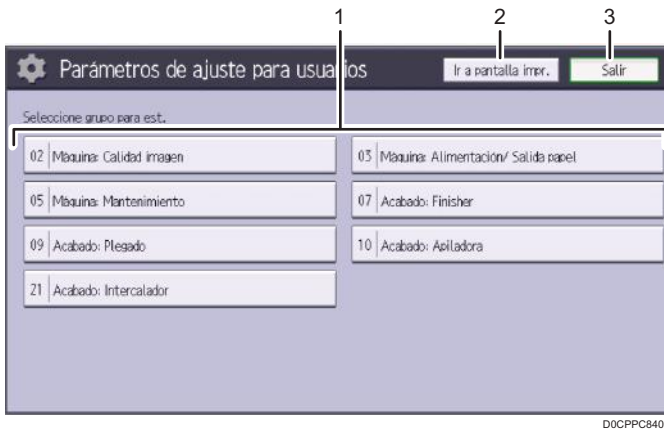 1 2 3
Parámetros de ajuste para usuarios Ir a pantalla impr. Salir
Seleccione grupo para est.
02 Máquina: Calidad imagen 03 Máquina: Alimentación/ Salida papel
05 Máquina: Mantenimiento 07 Acabado: Finisher
09 Acabado: Plegado 10 Acabado: Apiladora
21 Acabado: Intercalador
D0CPPC840